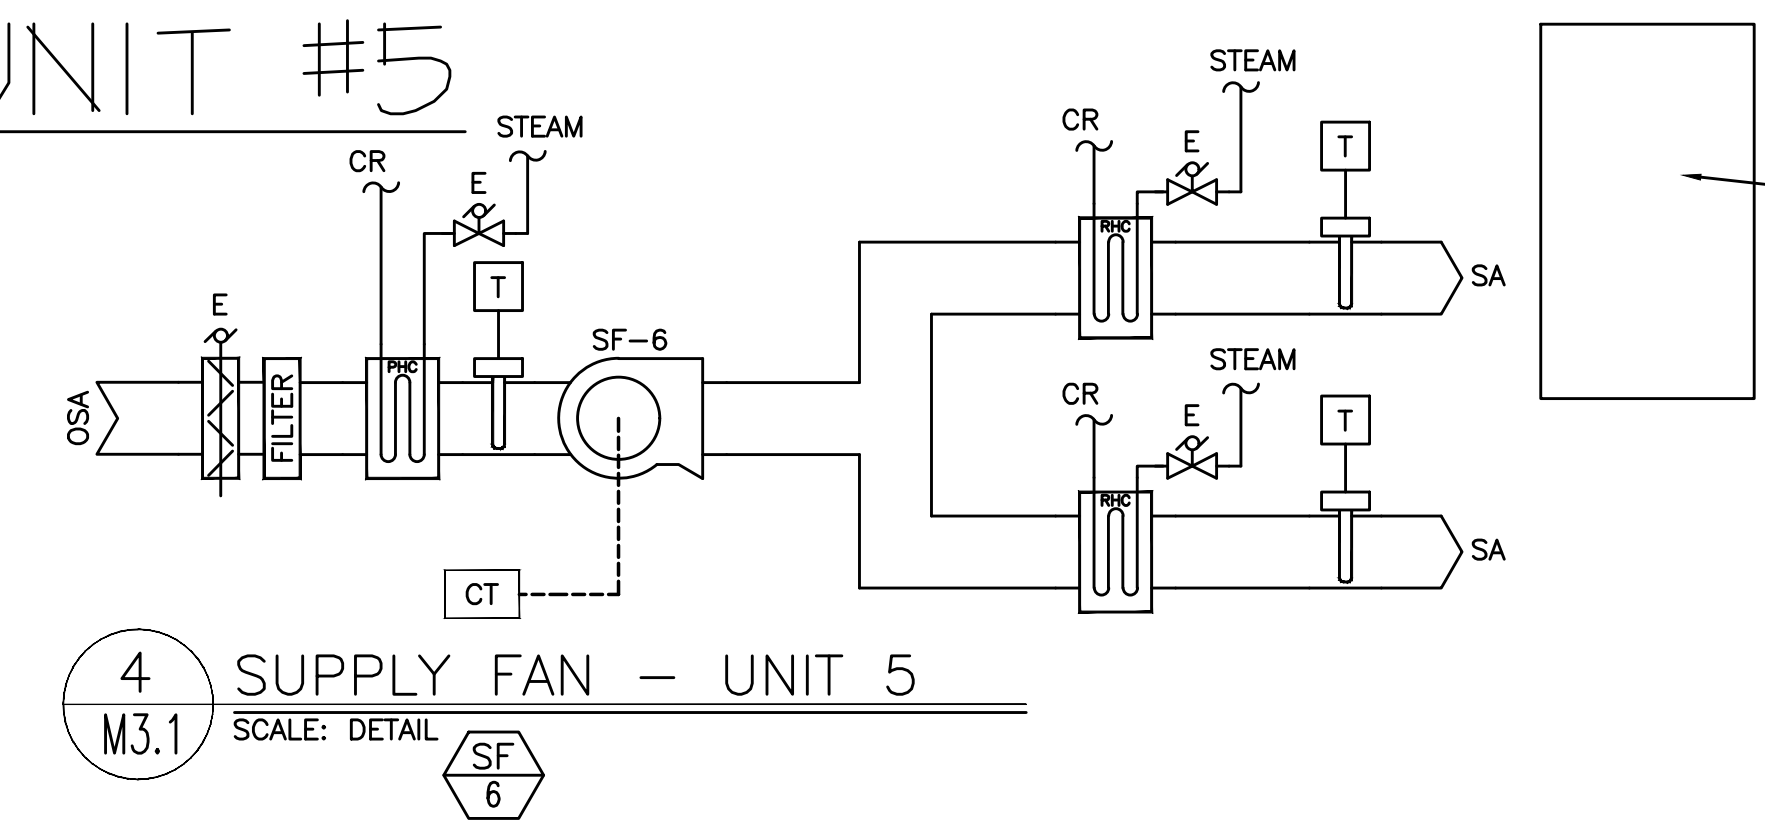 UNIT #5
STEAM
CR
E
T
E
OSA
FILTER
PHC
SF-6
CT
STEAM
CR
E
T
RHC
SA
STEAM
CR
E
T
RHC
SA
4
M3.1
SUPPLY FAN - UNIT 5
SCALE: DETAIL
SF
6